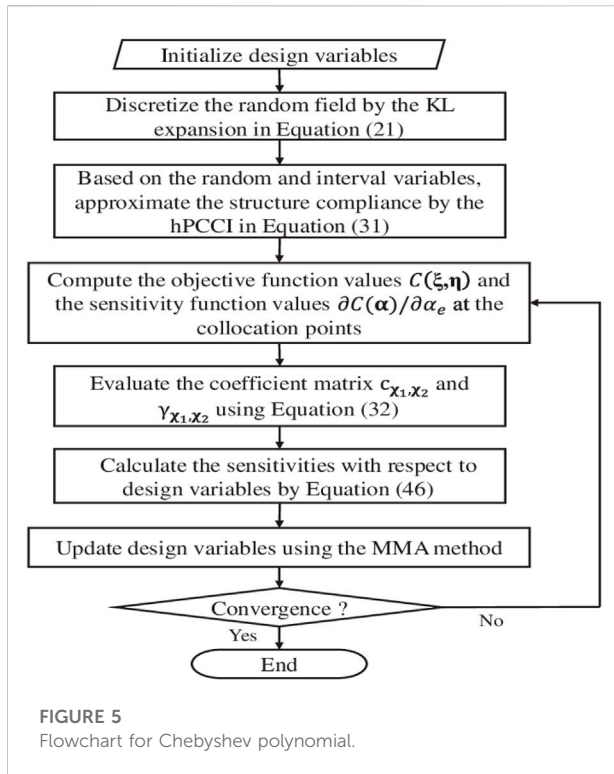 Initialize design variables
Discretize the random field by the KL
expansion in Equation (21)
Based on the random and interval variables,
approximate the structure compliance by the
hPCCI in Equation (31)
Compute the objective function values C(ξ,η) and
the sensitivity function values ∂C(α)/∂αₑ at the
collocation points
Evaluate the coefficient matrix c_χ₁,χ₂ and
γ_χ₁,χ₂ using Equation (32)
Calculate the sensitivities with respect to
design variables by Equation (46)
Update design variables using the MMA method
Convergence ?
No
Yes
End
FIGURE 5
Flowchart for Chebyshev polynomial.